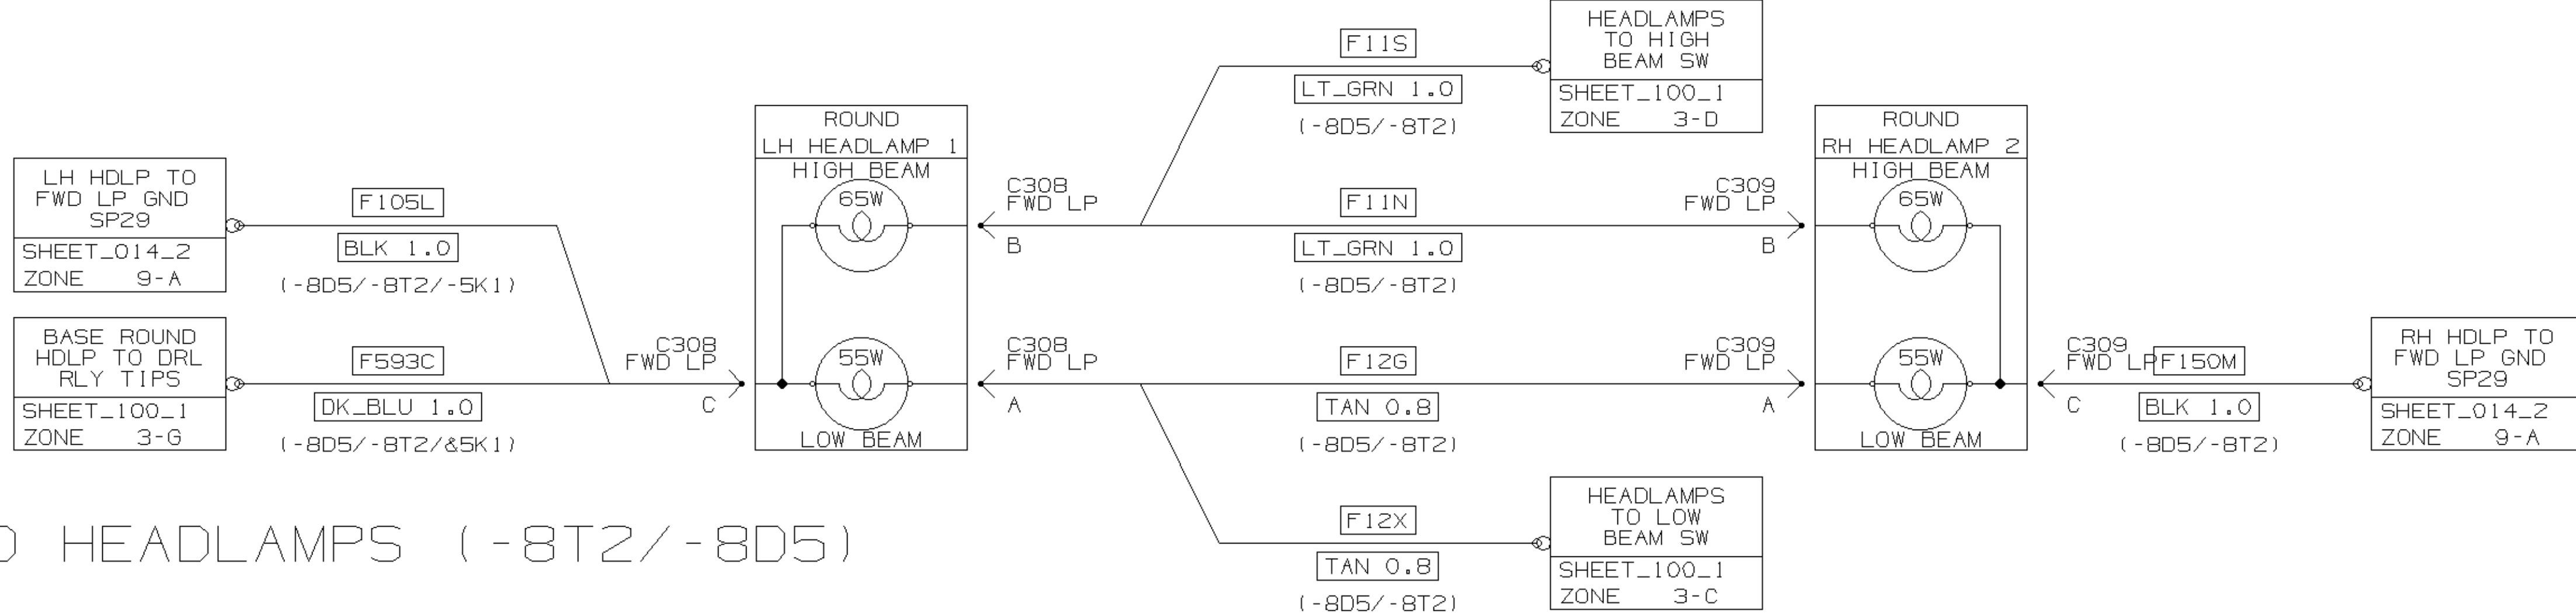 LH HDLP TO
FWD LP GND
SP29
SHEET_014_2
ZONE 9-A
F105L
BLK 1.0
(-8D5/-8T2/-5K1)
BASE ROUND
HDLP TO DRL
RLY TIPS
SHEET_100_1
ZONE 3-G
F593C
DK_BLU 1.0
(-8D5/-8T2/&5K1)
C308
FWD LP
C
ROUND
LH HEADLAMP 1
HIGH BEAM
65W
55W
LOW BEAM
C308
FWD LP
B
C308
FWD LP
A
F11S
LT_GRN 1.0
(-8D5/-8T2)
HEADLAMPS
TO HIGH
BEAM SW
SHEET_100_1
ZONE 3-D
F11N
LT_GRN 1.0
(-8D5/-8T2)
F12G
TAN 0.8
(-8D5/-8T2)
F12X
TAN 0.8
(-8D5/-8T2)
HEADLAMPS
TO LOW
BEAM SW
SHEET_100_1
ZONE 3-C
C309
FWD LP
B
C309
FWD LP
A
ROUND
RH HEADLAMP 2
HIGH BEAM
65W
55W
LOW BEAM
C309
FWD LP
C
F150M
BLK 1.0
(-8D5/-8T2)
RH HDLP TO
FWD LP GND
SP29
SHEET_014_2
ZONE 9-A
HEADLAMPS (-8T2/-8D5)